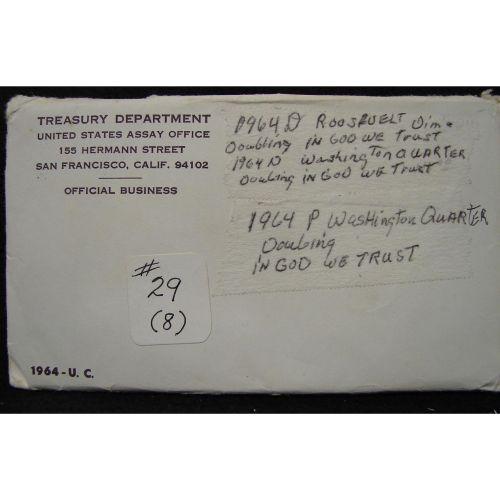 TREASURY DEPARTMENT
UNITED STATES ASSAY OFFICE
155 HERMANN STREET
SAN FRANCISCO, CALIF. 94102
OFFICIAL BUSINESS
1964 D ROOSEVELT Dime
Doubling IN GOD WE TRUST
1964 D Washington QUARTER
Doubling IN GOD WE TRUST
1964 P WASHINGTON QUARTER
Doubing
IN GOD WE TRUST
#
29
(8)
1964-U. C.